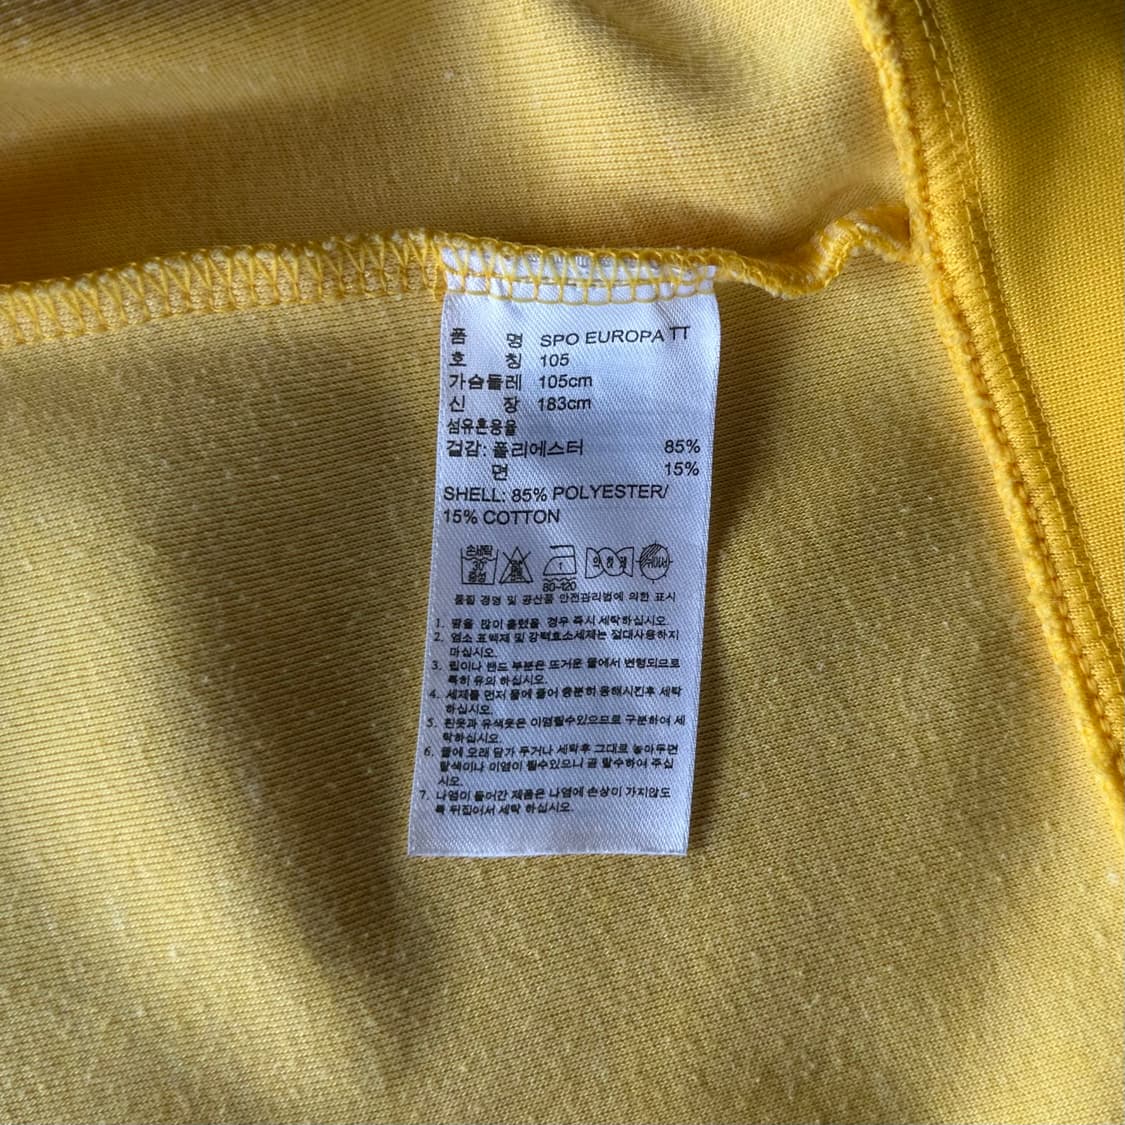 품 명 SPO EUROPA TT
호 칭 105
가슴둘레 105cm
신 장 183cm
섬유혼용율
겉감: 폴리에스터 85%
면 15%
SHELL: 85% POLYESTER/
15% COTTON
손세탁
30°
중성
80~120
품질 경영 및 공산품 안전관리법에 의한 표시
1. 땀을 많이 흘렸을 경우 즉시 세탁하십시오.
2. 염소 표백제 및 강력효소세제는 절대사용하지
마십시오.
3. 립이나 밴드 부분은 뜨거운 물에서 변형되므로
특히 유의 하십시오.
4. 세제를 먼저 물에 풀어 충분히 용해시킨후 세탁
하십시오.
5. 흰옷과 유색옷은 이염될수있으므로 구분하여 세
탁하십시오.
6. 물에 오래 담가 두거나 세탁후 그대로 놓아두면
탈색이나 이염이 될수있으니 곧 탈수하여 주십
시오.
7. 나염이 들어간 제품은 나염에 손상이 가지않도
록 뒤집어서 세탁 하십시오.